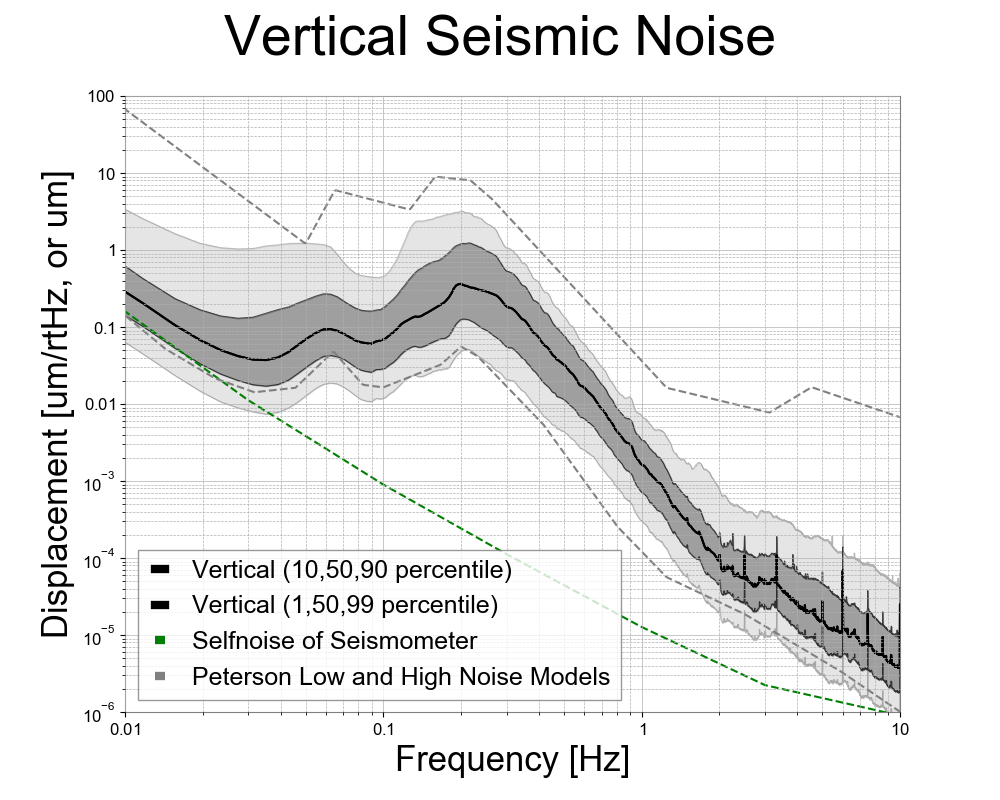 Vertical Seismic Noise
Displacement [um/rtHz, or um]
100
10
1
0.1
0.01
10⁻³
10⁻⁴
10⁻⁵
10⁻⁶
Vertical (10,50,90 percentile)
Vertical (1,50,99 percentile)
Selfnoise of Seismometer
Peterson Low and High Noise Models
0.01 0.1 1 10
Frequency [Hz]